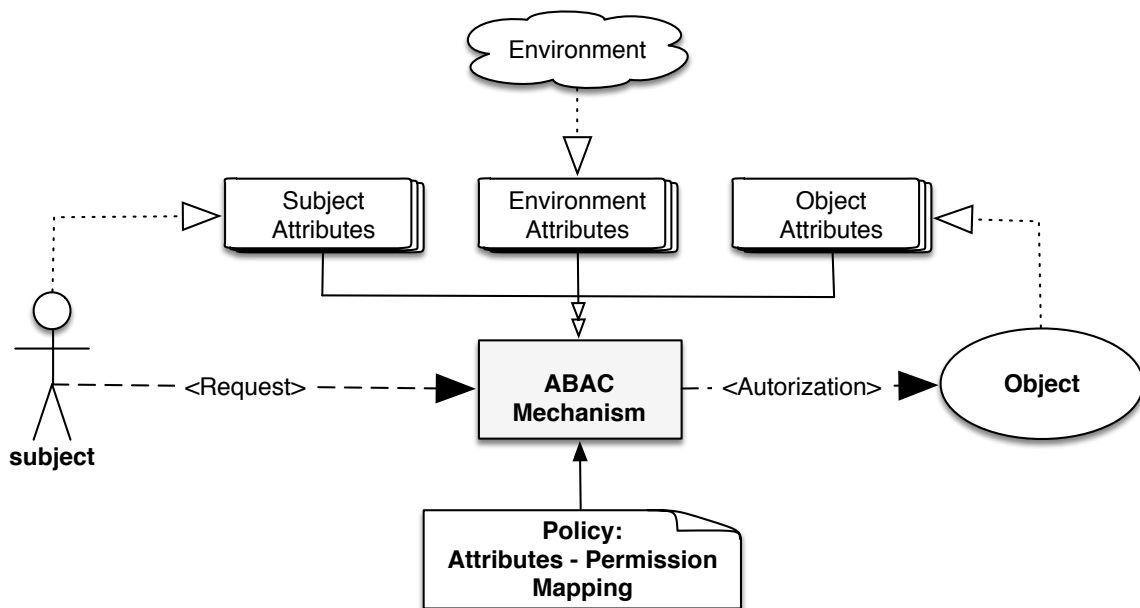 Environment
Subject
Attributes
Environment
Attributes
Object
Attributes
<Request>
ABAC
Mechanism
<Autorization>
Object
subject
Policy:
Attributes - Permission
Mapping